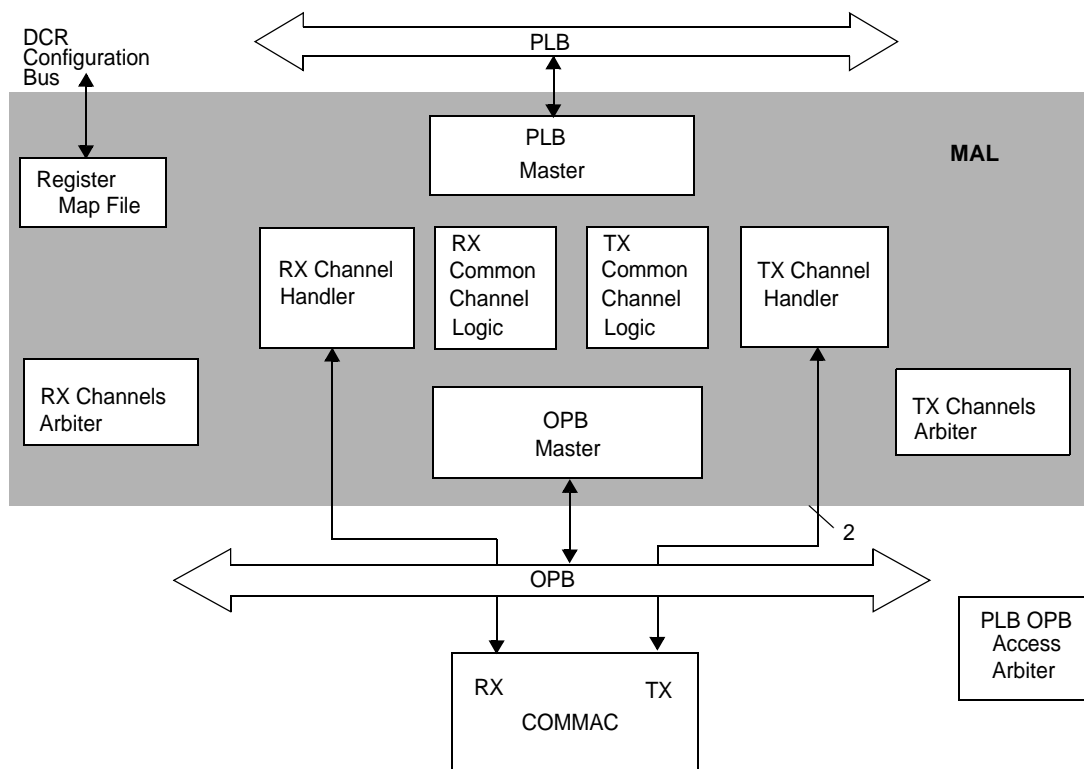 DCR
Configuration
Bus
PLB
PLB
Master
MAL
Register
Map File
RX Channel
Handler
RX
Common
Channel
Logic
TX
Common
Channel
Logic
TX Channel
Handler
RX Channels
Arbiter
OPB
Master
TX Channels
Arbiter
2
OPB
PLB OPB
Access
Arbiter
RX
TX
COMMAC